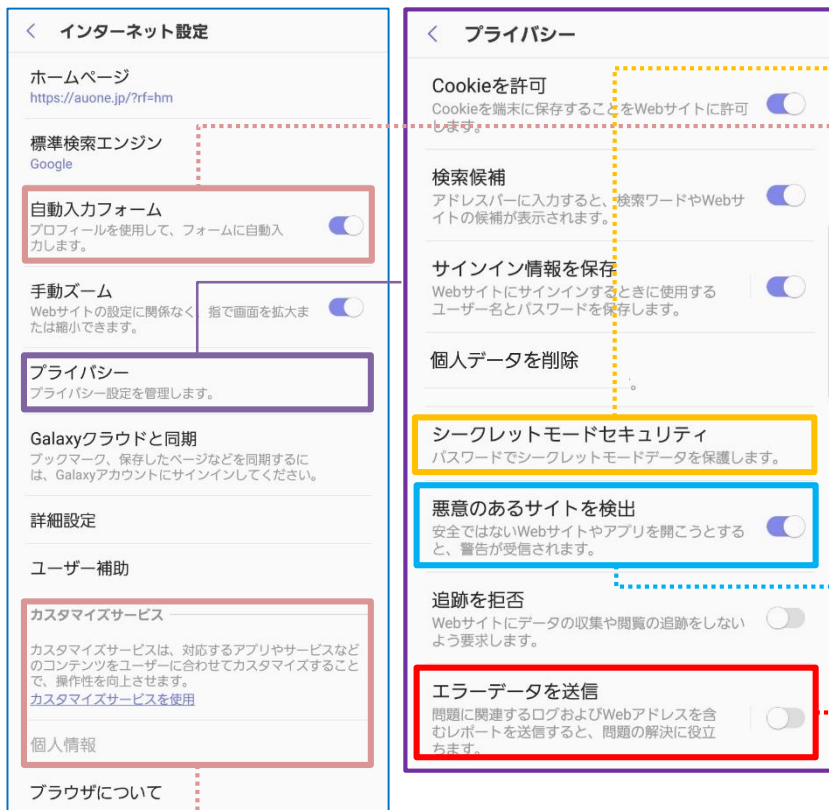 インターネット設定
ホームページ
https://auone.jp/?rf=hm
標準検索エンジン
Google
自動入力フォーム
プロフィールを使用して、フォームに自動入
力します。
手動ズーム
Webサイトの設定に関係なく、指で画面を拡大ま
たは縮小できます。
プライバシー
プライバシー設定を管理します。
Galaxyクラウドと同期
ブックマーク、保存したページなどを同期するに
は、Galaxyアカウントにサインインしてください。
詳細設定
ユーザー補助
カスタマイズサービス
カスタマイズサービスは、対応するアプリやサービスなど
のコンテンツをユーザーに合わせてカスタマイズすること
で、操作性を向上させます。
カスタマイズサービスを使用
個人情報
ブラウザについて
プライバシー
Cookieを許可
Cookieを端末に保存することをWebサイトに許可
します。
検索候補
アドレスバーに入力すると、検索ワードやWebサ
イトの候補が表示されます。
サインイン情報を保存
Webサイトにサインインするときに使用する
ユーザー名とパスワードを保存します。
個人データを削除
。
シークレットモードセキュリティ
パスワードでシークレットモードデータを保護します。
悪意のあるサイトを検出
安全ではないWebサイトやアプリを開こうとする
と、警告が受信されます。
追跡を拒否
Webサイトにデータの収集や閲覧の追跡をしない
よう要求します。
エラーデータを送信
問題に関連するログおよびWebアドレスを含
むレポートを送信すると、問題の解決に役立
ちます。